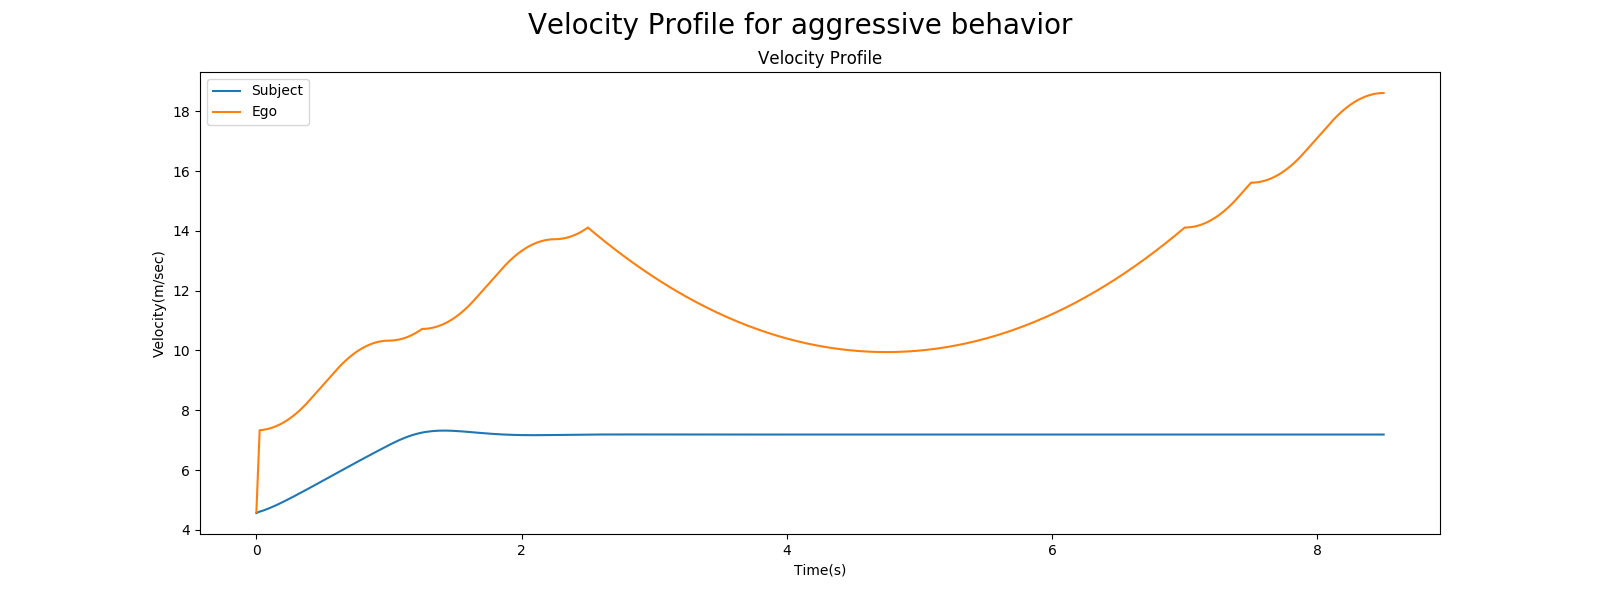 Velocity Profile for aggressive behavior
Velocity Profile
Subject
Ego
18
16
14
12
10
8
6
4
Velocity(m/sec)
0 2 4 6 8
Time(s)